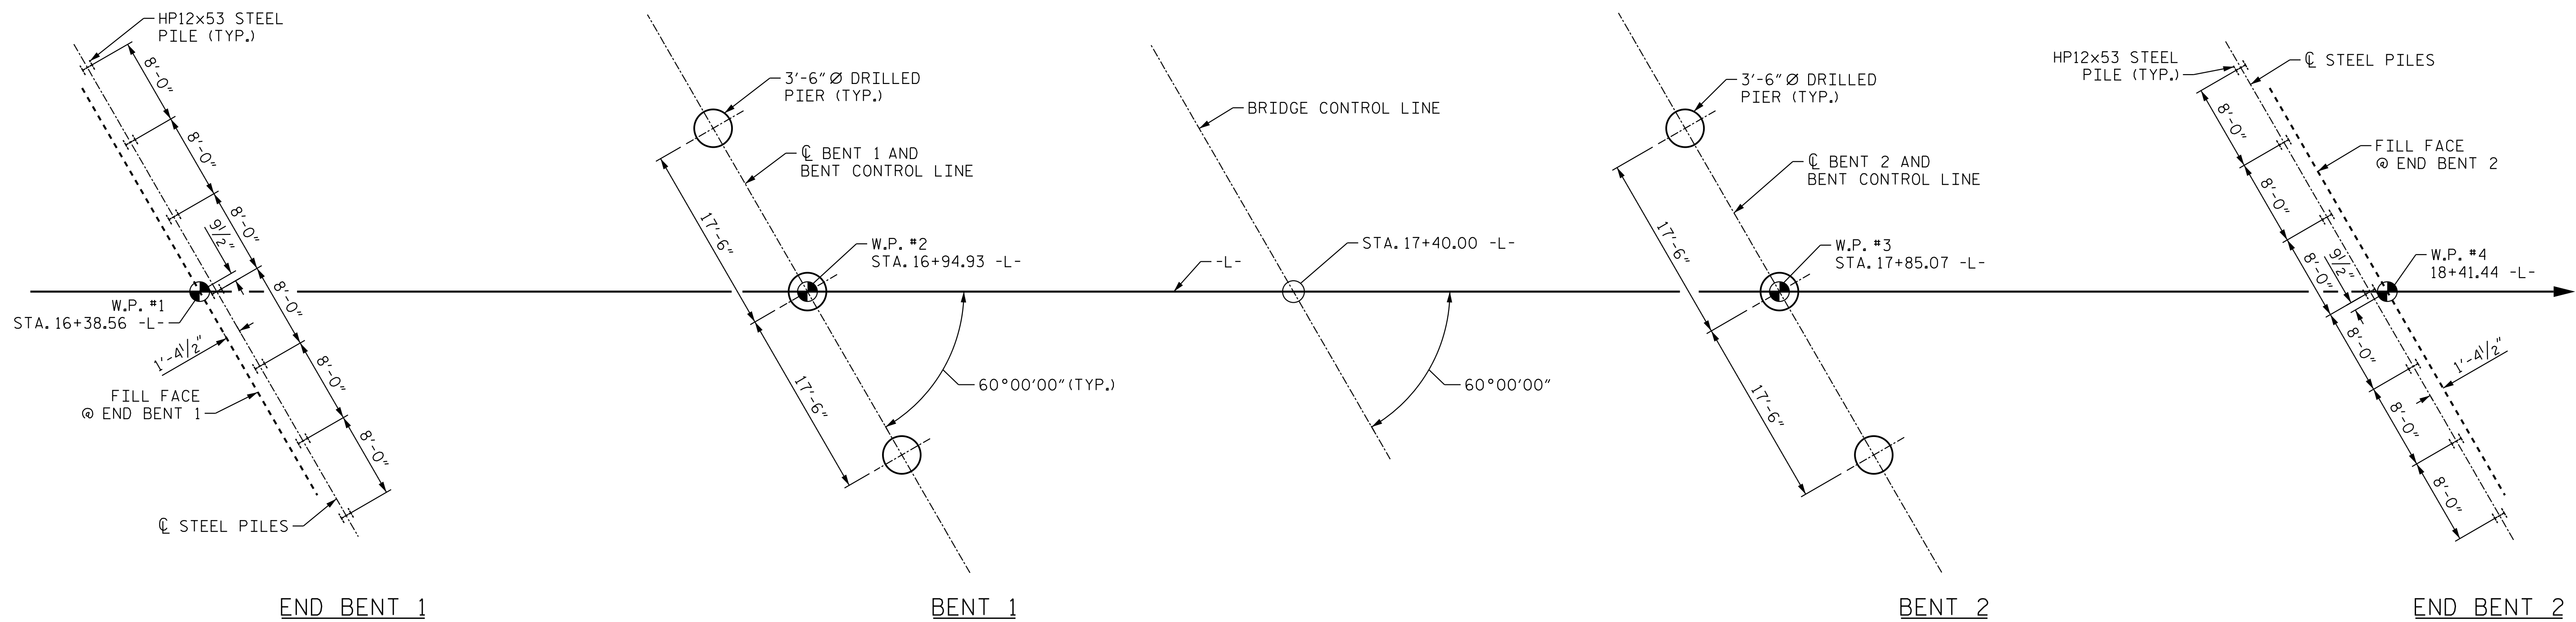 HP12x53 STEEL
PILE (TYP.)
8'-0"
8'-0"
8'-0"
9 1/2"
8'-0"
8'-0"
8'-0"
W.P. #1
STA. 16+38.56 -L-
1'-4 1/2"
FILL FACE
@ END BENT 1
℄ STEEL PILES
END BENT 1
3'-6" Ø DRILLED
PIER (TYP.)
℄ BENT 1 AND
BENT CONTROL LINE
17'-6"
W.P. #2
STA. 16+94.93 -L-
17'-6"
60°00'00" (TYP.)
BENT 1
BRIDGE CONTROL LINE
-L-
STA. 17+40.00 -L-
60°00'00"
3'-6" Ø DRILLED
PIER (TYP.)
℄ BENT 2 AND
BENT CONTROL LINE
17'-6"
W.P. #3
STA. 17+85.07 -L-
17'-6"
BENT 2
HP12x53 STEEL
PILE (TYP.)
℄ STEEL PILES
8'-0"
8'-0"
FILL FACE
@ END BENT 2
8'-0"
9 1/2"
W.P. #4
18+41.44 -L-
8'-0"
1'-4 1/2"
8'-0"
8'-0"
END BENT 2